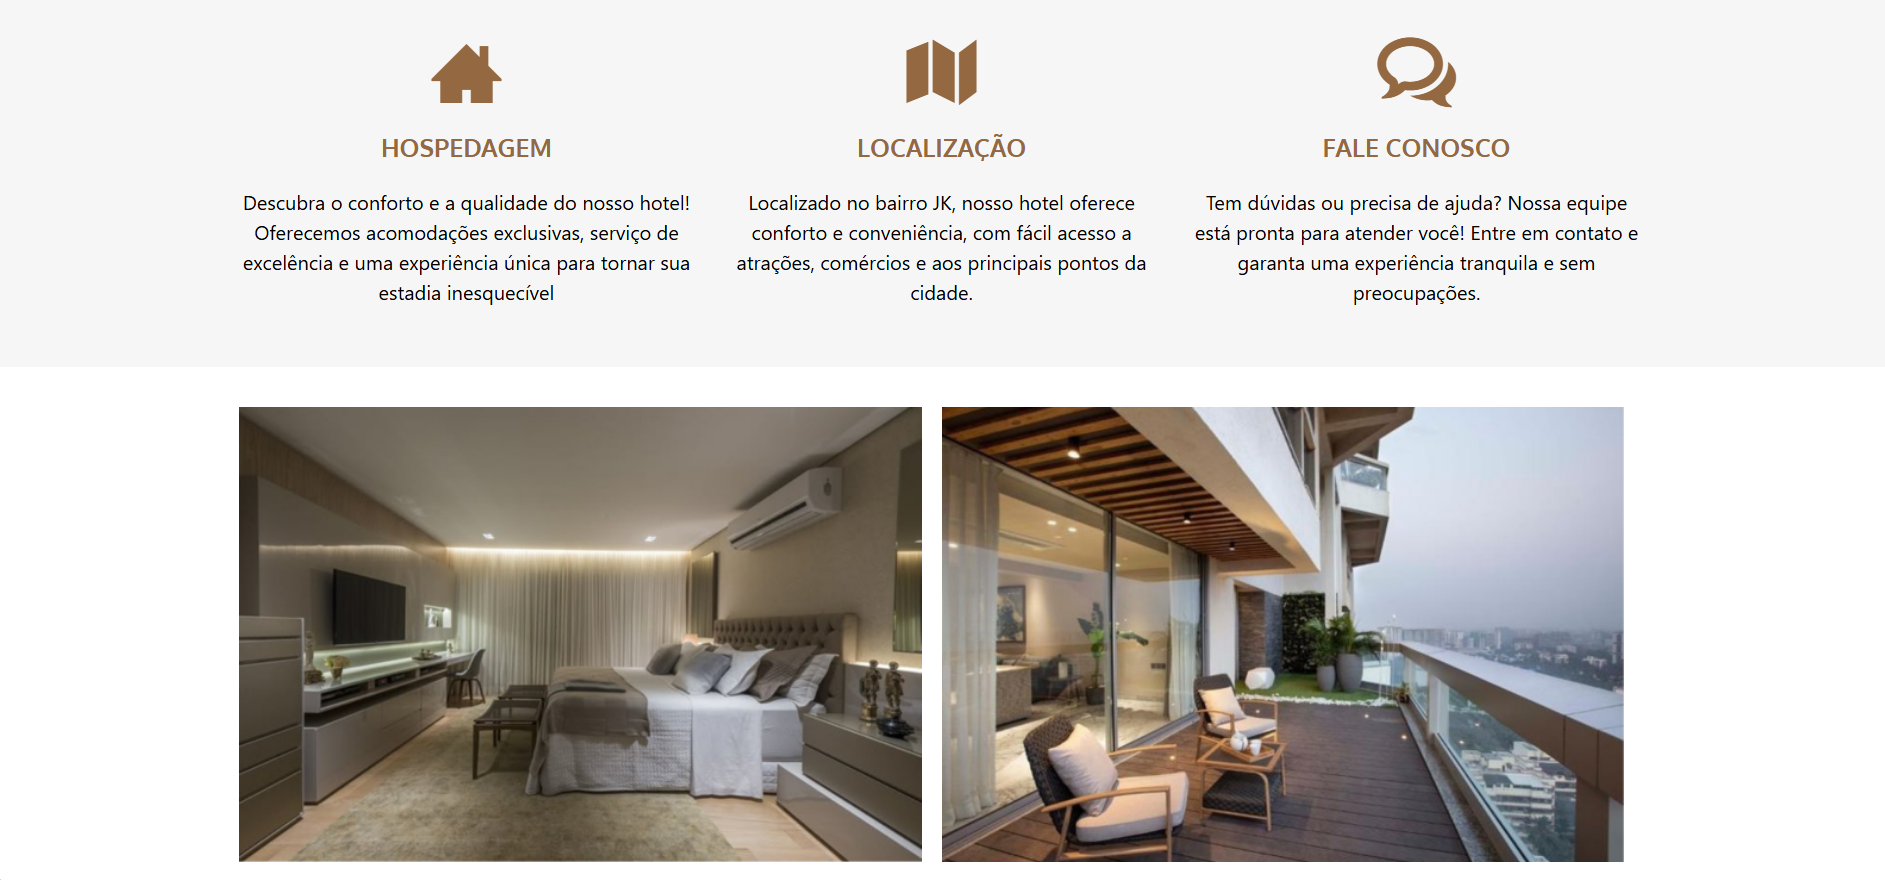 HOSPEDAGEM
Descubra o conforto e a qualidade do nosso hotel!
Oferecemos acomodações exclusivas, serviço de
excelência e uma experiência única para tornar sua
estadia inesquecível
LOCALIZAÇÃO
Localizado no bairro JK, nosso hotel oferece
conforto e conveniência, com fácil acesso a
atrações, comércios e aos principais pontos da
cidade.
FALE CONOSCO
Tem dúvidas ou precisa de ajuda? Nossa equipe
está pronta para atender você! Entre em contato e
garanta uma experiência tranquila e sem
preocupações.